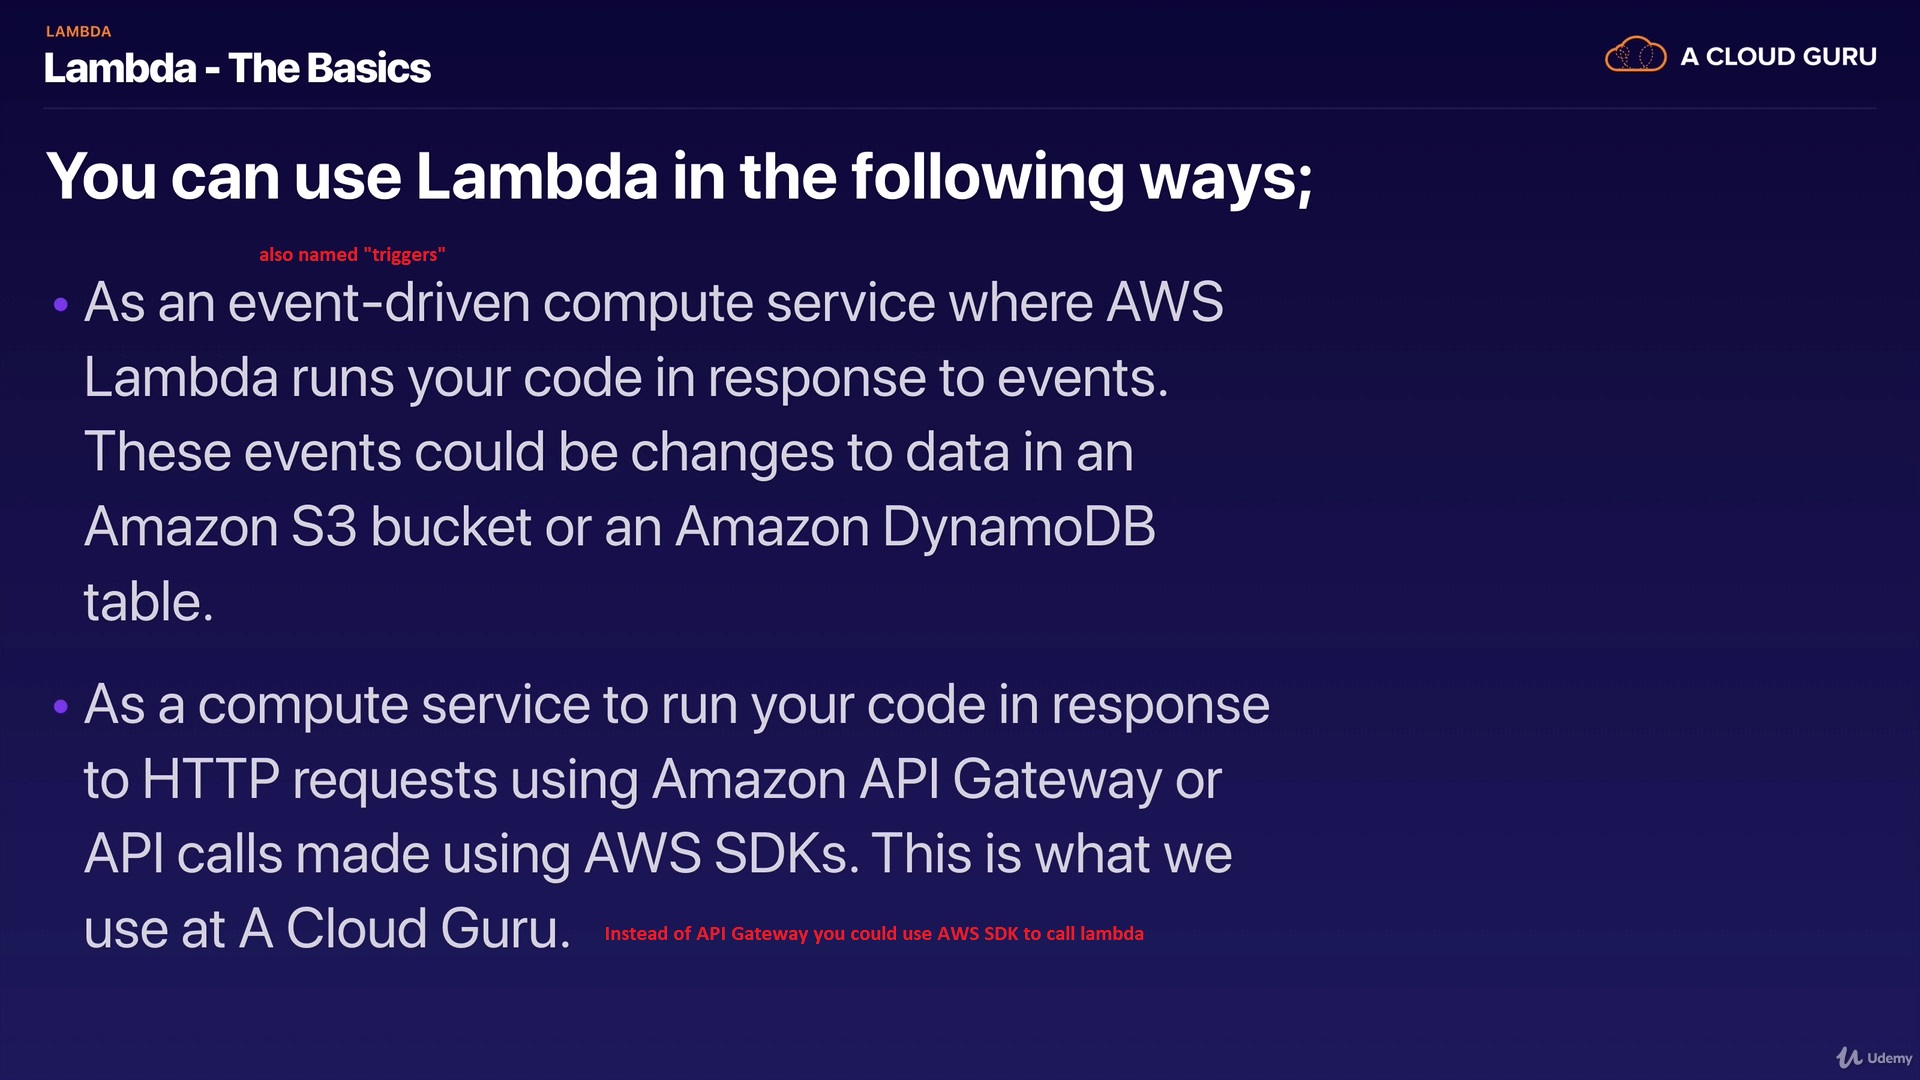 LAMBDA
Lambda - The Basics
A CLOUD GURU
You can use Lambda in the following ways;
also named "triggers"
• As an event-driven compute service where AWS
Lambda runs your code in response to events.
These events could be changes to data in an
Amazon S3 bucket or an Amazon DynamoDB
table.
• As a compute service to run your code in response
to HTTP requests using Amazon API Gateway or
API calls made using AWS SDKs. This is what we
use at A Cloud Guru.
Instead of API Gateway you could use AWS SDK to call lambda
Udemy